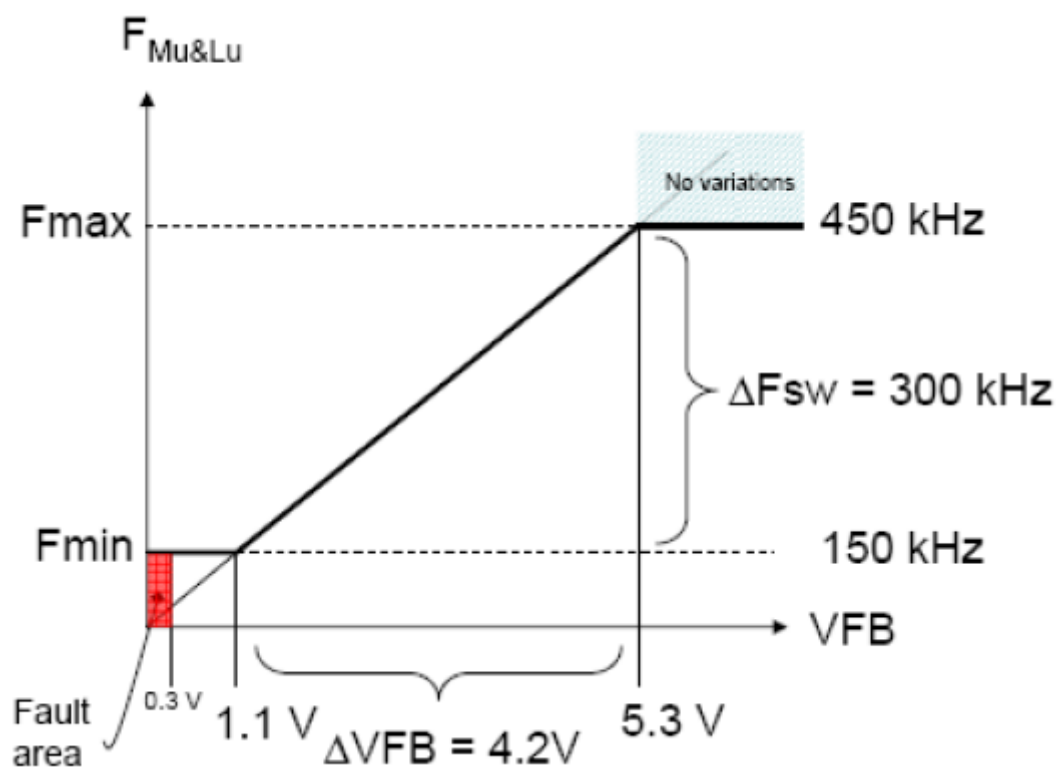 F Mu&Lu
No variations
Fmax
450 kHz
ΔFsw = 300 kHz
Fmin
150 kHz
VFB
0.3 V
1.1 V
5.3 V
Fault
area
ΔVFB = 4.2V